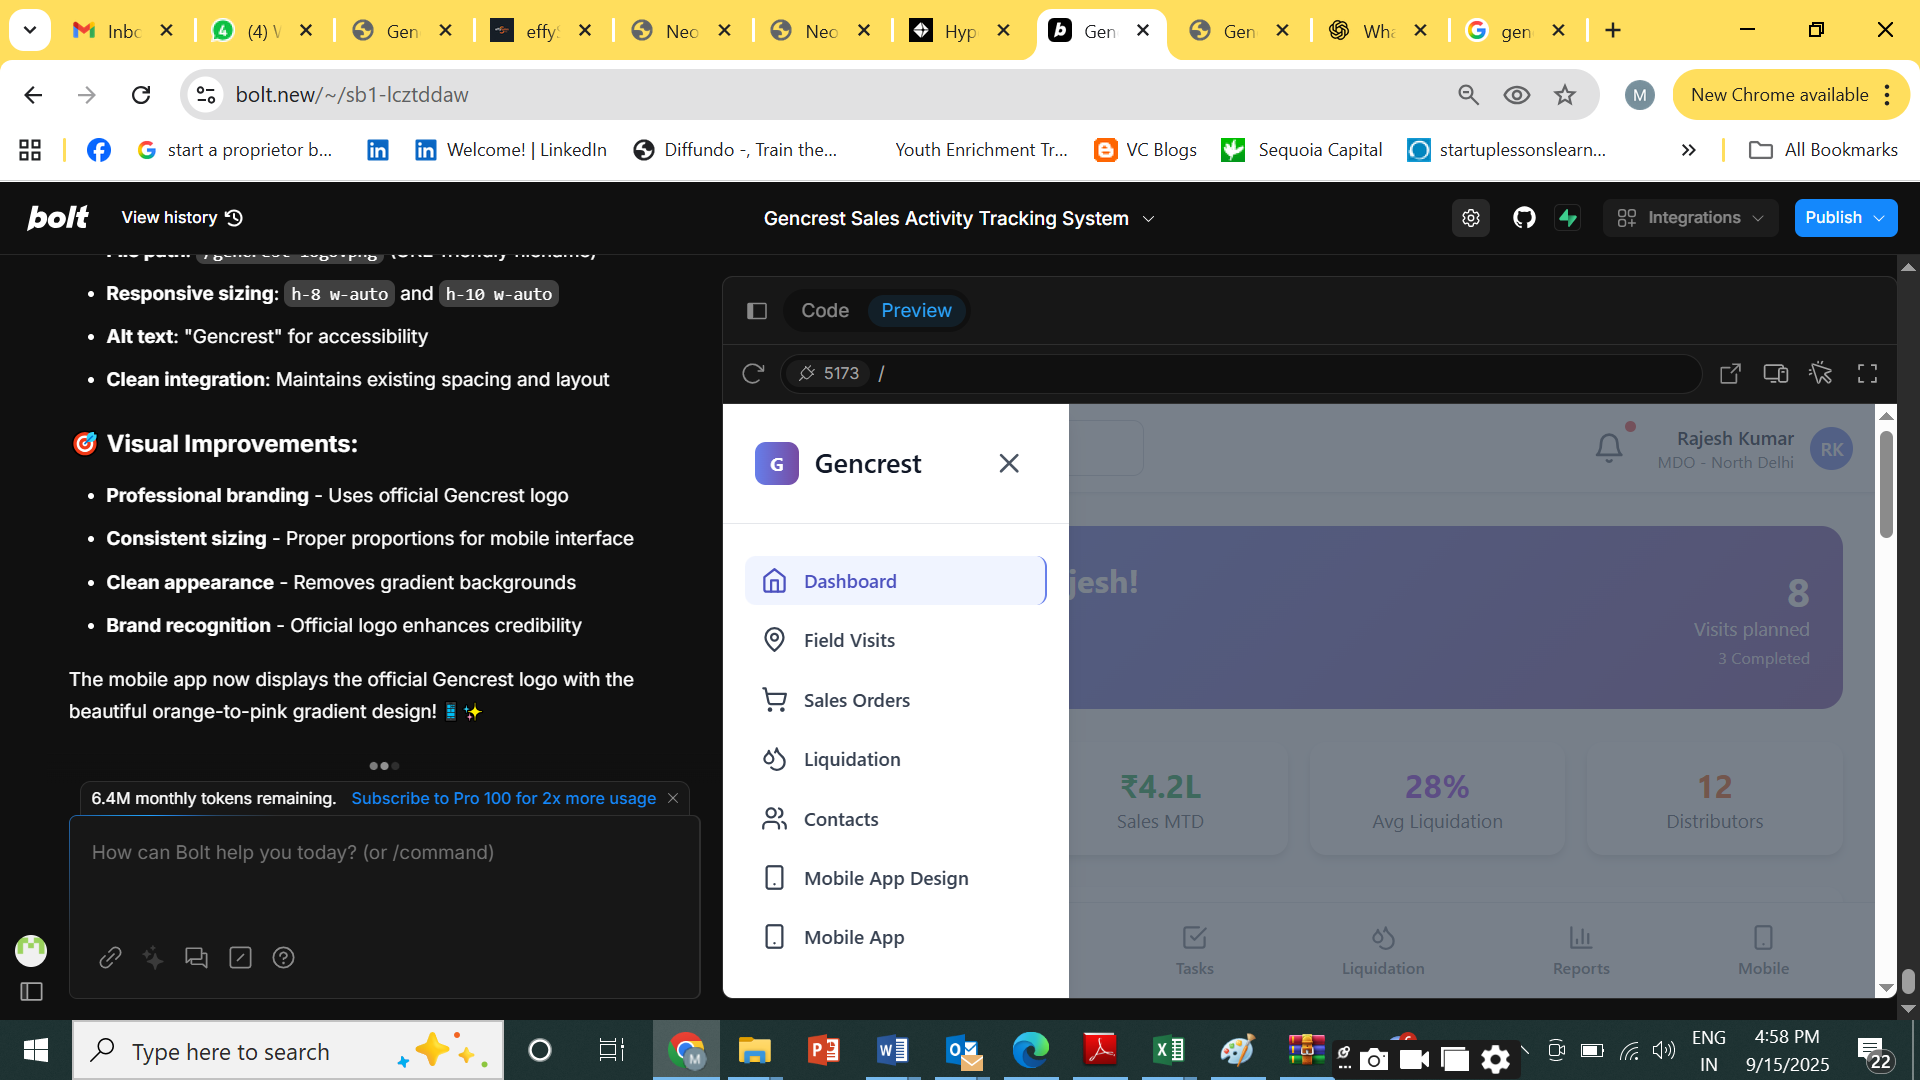 Inbo
(4) W
Gen
effyS
Neo
Neo
Hyp
Gen
Gen
Wha
gen
bolt.new/~/sb1-lcztddaw
M
New Chrome available
start a proprietor b...
Welcome! | LinkedIn
Diffundo -, Train the...
Youth Enrichment Tr...
VC Blogs
Sequoia Capital
startuplessonslearn...
All Bookmarks
bolt
View history
Gencrest Sales Activity Tracking System
Integrations
Publish
File path: /gencrest-logo.png (URL-friendly filename)
Responsive sizing: h-8 w-auto and h-10 w-auto
Alt text: "Gencrest" for accessibility
Clean integration: Maintains existing spacing and layout
Visual Improvements:
Professional branding - Uses official Gencrest logo
Consistent sizing - Proper proportions for mobile interface
Clean appearance - Removes gradient backgrounds
Brand recognition - Official logo enhances credibility
The mobile app now displays the official Gencrest logo with the
beautiful orange-to-pink gradient design!
6.4M monthly tokens remaining. Subscribe to Pro 100 for 2x more usage
How can Bolt help you today? (or /command)
Code
Preview
5173 /
G
Gencrest
Dashboard
Field Visits
Sales Orders
Liquidation
Contacts
Mobile App Design
Mobile App
Rajesh Kumar
MDO - North Delhi
RK
jesh!
8
Visits planned
3 Completed
₹4.2L
Sales MTD
28%
Avg Liquidation
12
Distributors
Tasks
Liquidation
Reports
Mobile
Type here to search
ENG
IN
4:58 PM
9/15/2025
22